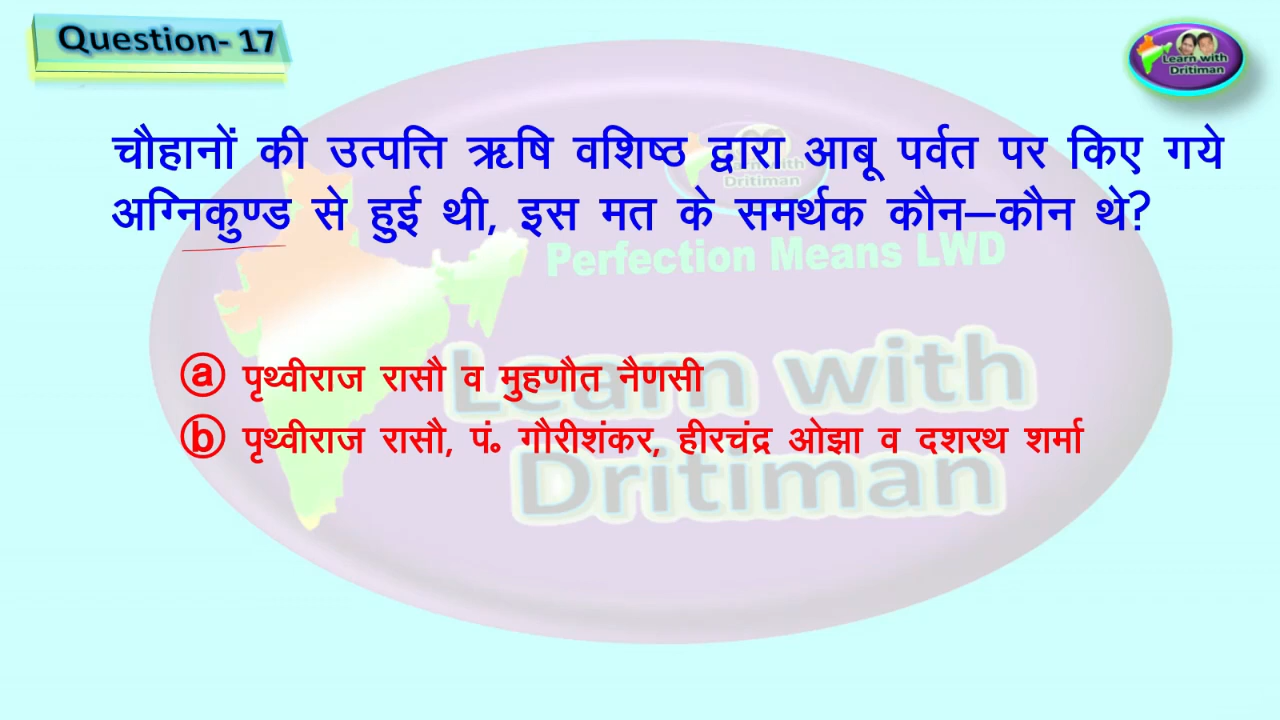 Question- 17
Learn with
Dritiman
चौहानों की उत्पत्ति ऋषि वशिष्ठ द्वारा आबू पर्वत पर किए गये
अग्निकुण्ड से हुई थी, इस मत के समर्थक कौन–कौन थे?
Dritiman
Perfection Means LWD
ⓐ पृथ्वीराज रासौ व मुहणौत नैणसी
ⓑ पृथ्वीराज रासौ, पं॰ गौरीशंकर, हीरचंद्र ओझा व दशरथ शर्मा
Learn with
Dritiman